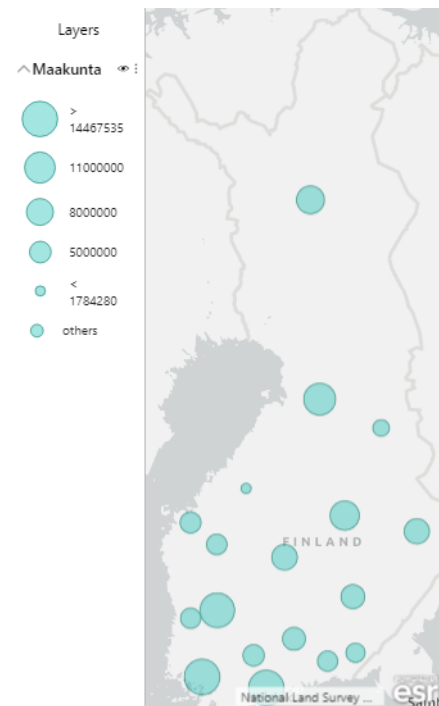 Layers
Maakunta
>
14467535
11000000
8000000
5000000
<
1784280
others
FINLAND
National Land Survey ...
esri